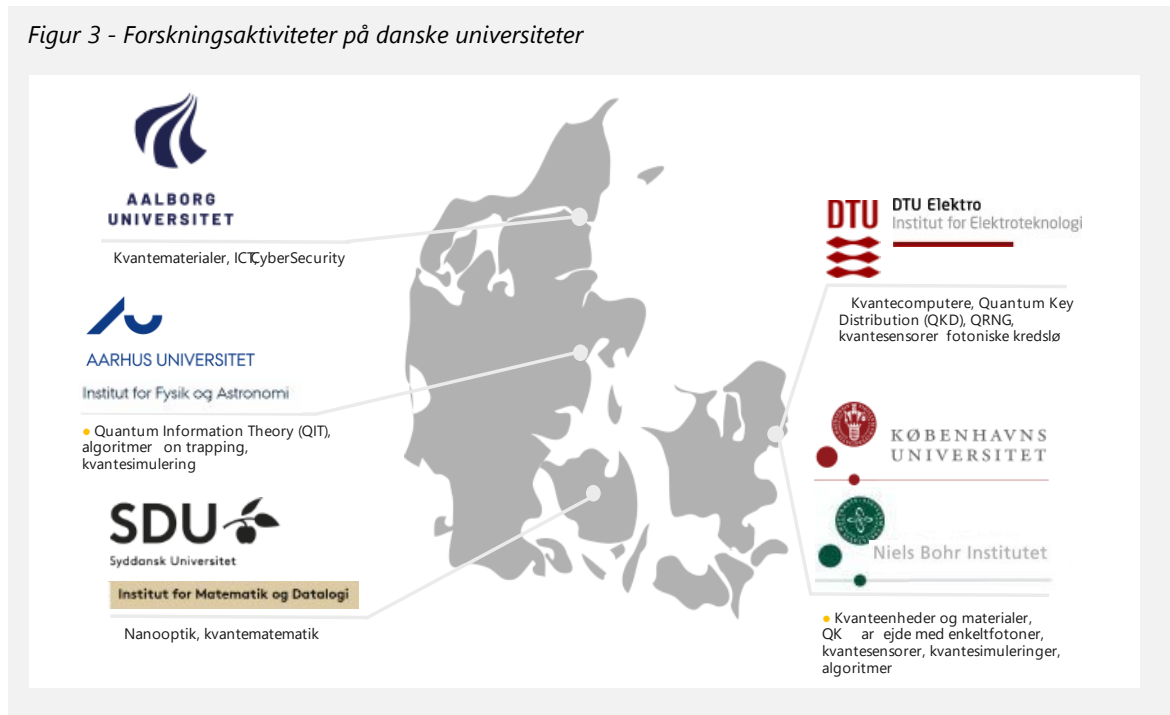 Figur 3 - Forskningsaktiviteter på danske universiteter
AALBORG
UNIVERSITET
Kvantematerialer, ICT,CyberSecurity
AARHUS UNIVERSITET
Institut for Fysik og Astronomi
• Quantum Information Theory (QIT),
algoritmer on trapping,
kvantesimulering
SDU
Syddansk Universitet
Institut for Matematik og Datalogi
Nanooptik, kvantematematik
DTU
DTU Elektro
Institut for Elektroteknologi
Kvantecomputere, Quantum Key
Distribution (QKD), QRNG,
kvantesensorer fotoniske kredslø
KØBENHAVNS
UNIVERSITET
Niels Bohr Institutet
• Kvanteenheder og materialer,
QK ar ejde med enkeltfotoner,
kvantesensorer, kvantesimuleringer,
algoritmer